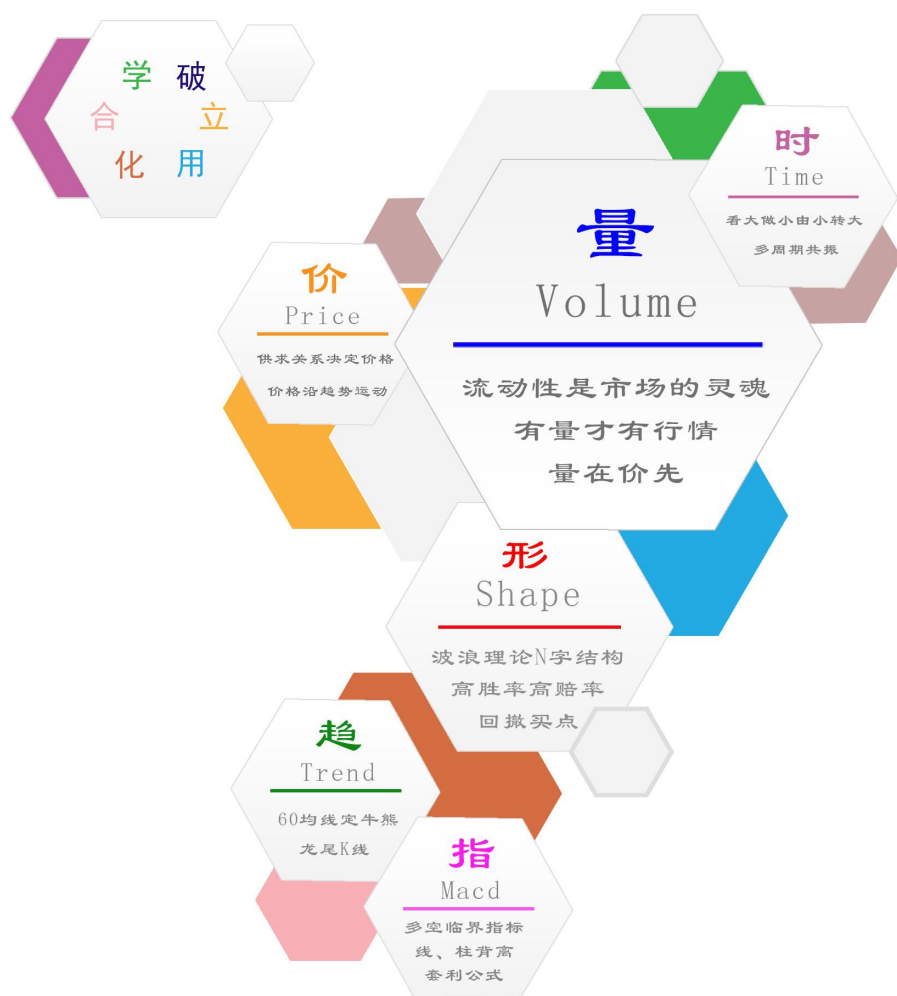 学 破
合 立
化 用
时
Time
看大做小由小转大
多周期共振
量
Volume
流动性是市场的灵魂
有量才有行情
量在价先
价
Price
供求关系决定价格
价格沿趋势运动
形
Shape
波浪理论N字结构
高胜率高赔率
回撤买点
趋
Trend
60均线定牛熊
龙尾K线
指
Macd
多空临界指标
线、柱背离
套利公式